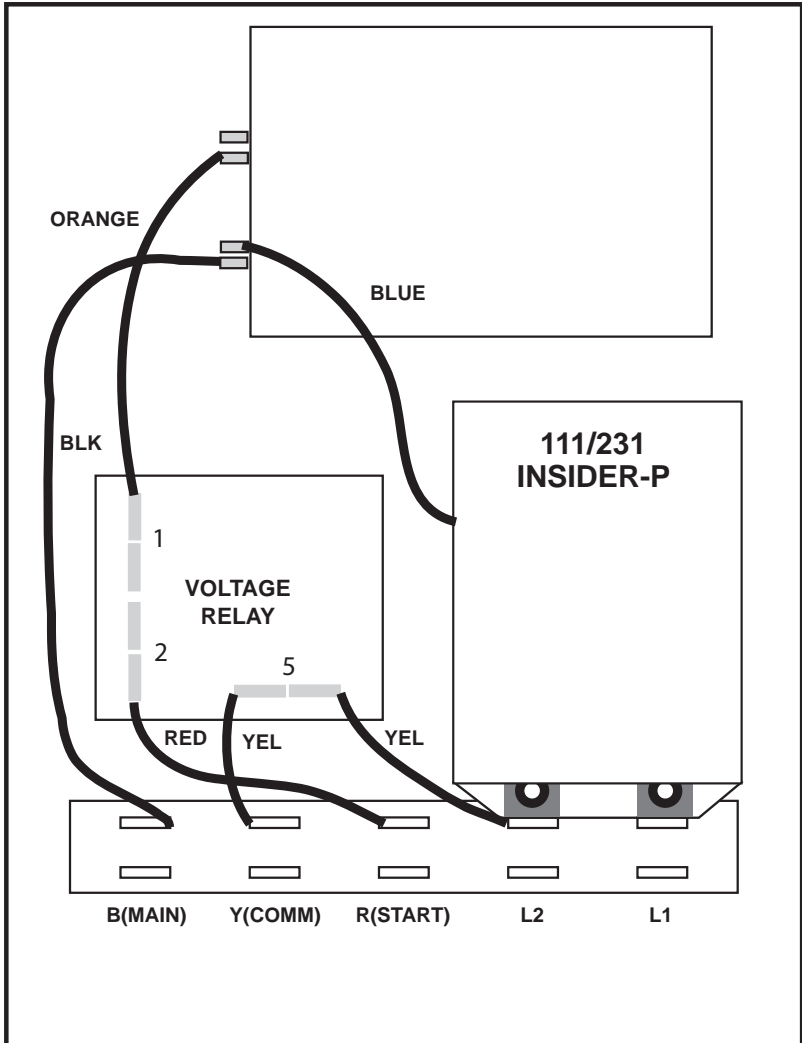 ORANGE
BLUE
BLK
111/231
INSIDER-P
1
VOLTAGE
RELAY
2
5
RED
YEL
YEL
B(MAIN)
Y(COMM)
R(START)
L2
L1